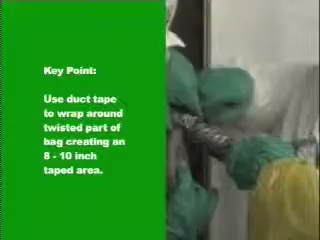 Key Point:
Use duct tape
to wrap around
twisted part of
bag creating an
8 - 10 inch
taped area.